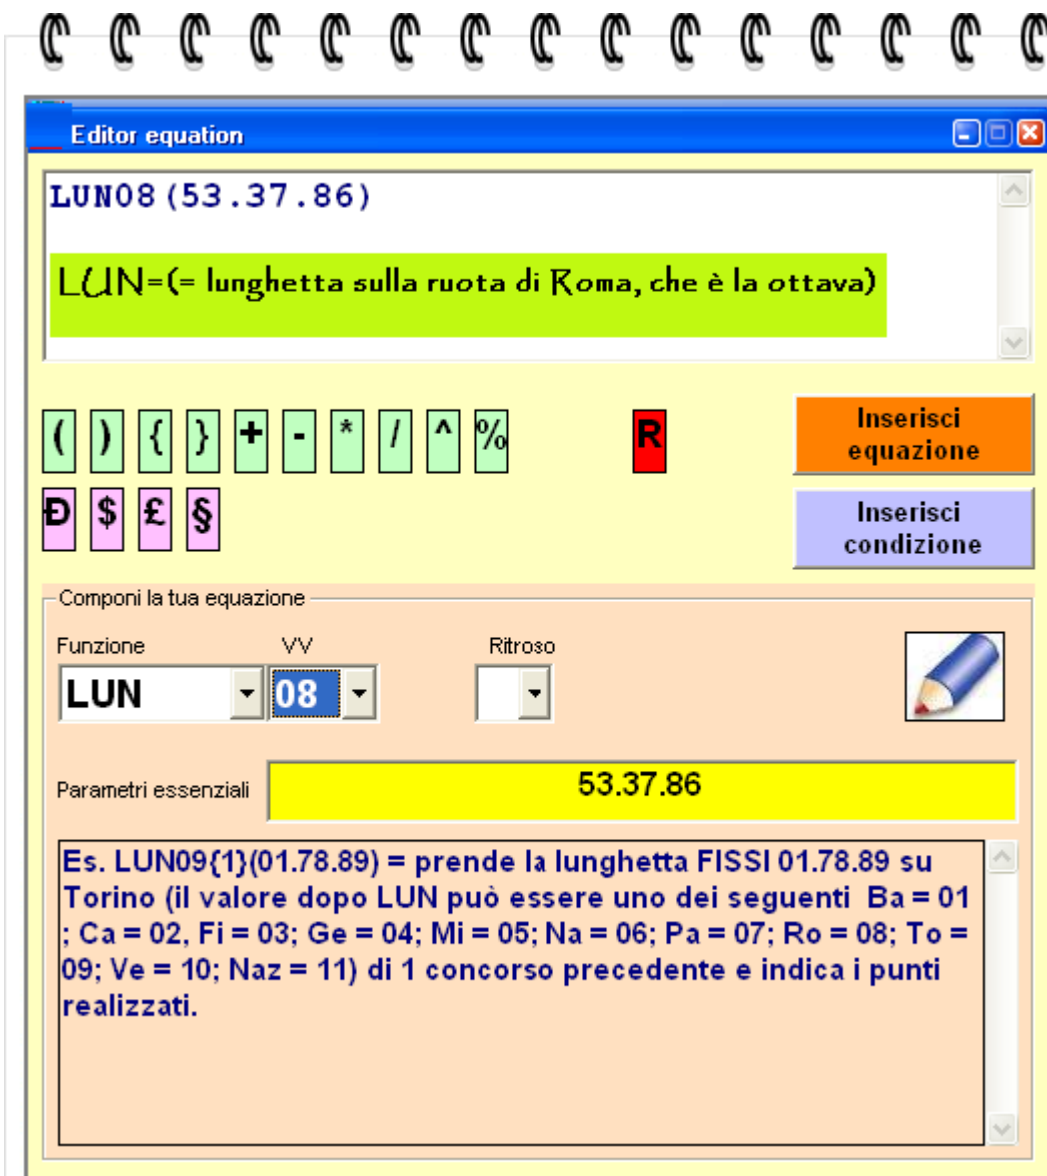 Editor equation
LUN08(53.37.86)
LUN=(= lunghetta sulla ruota di Roma, che è la ottava)
( ) { } + - * / ^ % R
Inserisci
equazione
Đ $ £ §
Inserisci
condizione
Componi la tua equazione
Funzione VV Ritroso
LUN 08
Parametri essenziali 53.37.86
Es. LUN09{1}(01.78.89) = prende la lunghetta FISSI 01.78.89 su
Torino (il valore dopo LUN può essere uno dei seguenti Ba = 01
; Ca = 02, Fi = 03; Ge = 04; Mi = 05; Na = 06; Pa = 07; Ro = 08; To =
09; Ve = 10; Naz = 11) di 1 concorso precedente e indica i punti
realizzati.